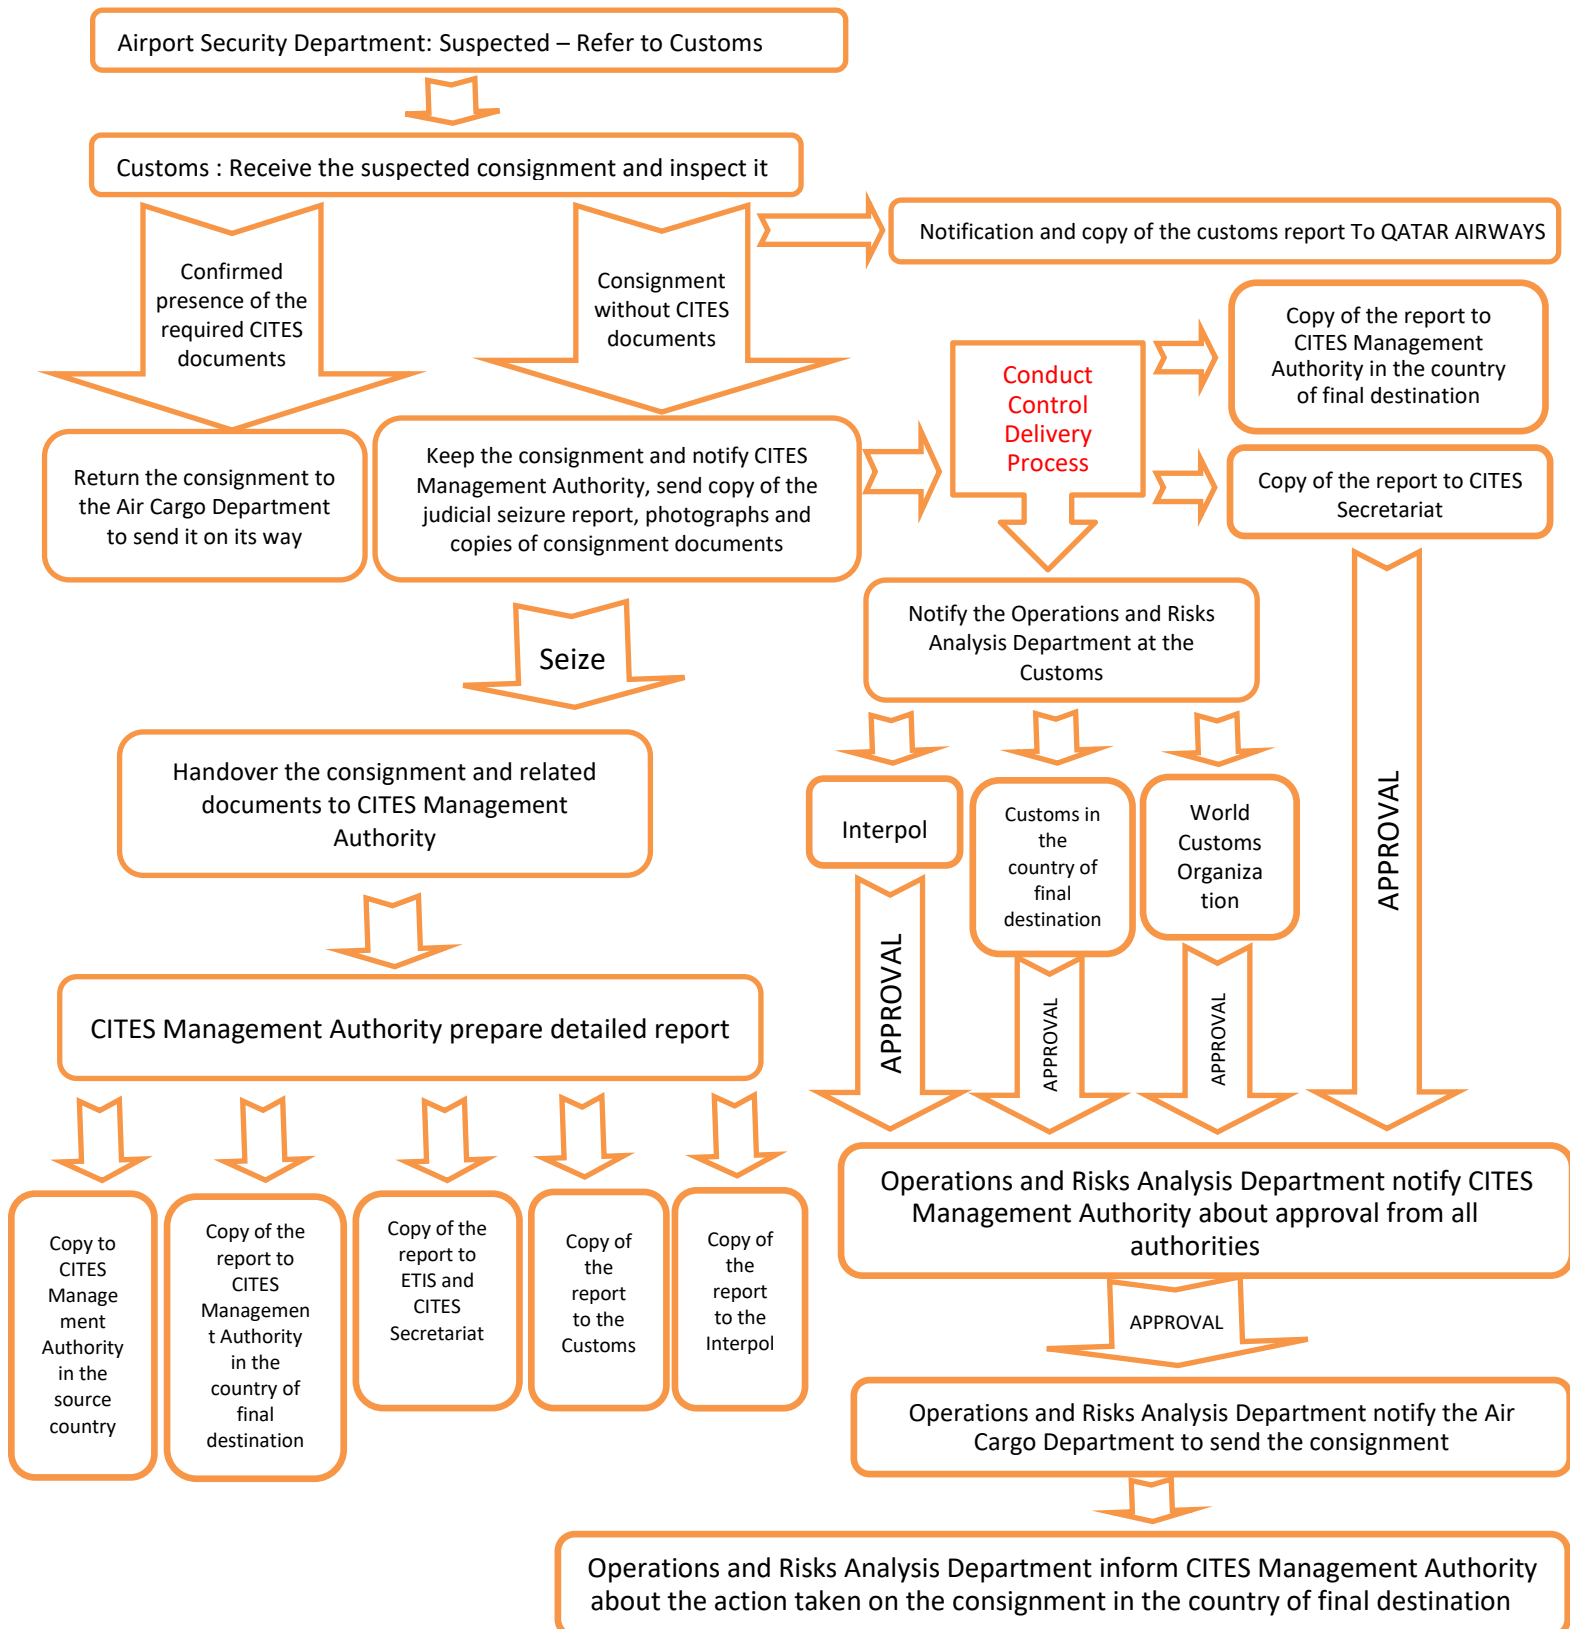 Airport Security Department: Suspected – Refer to Customs
Customs : Receive the suspected consignment and inspect it
Notification and copy of the customs report To QATAR AIRWAYS
Confirmed
presence of the
required CITES
documents
Consignment
without CITES
documents
Conduct
Control
Delivery
Process
Copy of the report to
CITES Management
Authority in the country
of final destination
Return the consignment to
the Air Cargo Department
to send it on its way
Keep the consignment and notify CITES
Management Authority, send copy of the
judicial seizure report, photographs and
copies of consignment documents
Copy of the report to CITES
Secretariat
Seize
Notify the Operations and Risks
Analysis Department at the
Customs
Handover the consignment and related
documents to CITES Management
Authority
Interpol
Customs in
the
country of
final
destination
World
Customs
Organiza
tion
APPROVAL
APPROVAL
APPROVAL
APPROVAL
CITES Management Authority prepare detailed report
Copy to
CITES
Manage
ment
Authority
in the
source
country
Copy of the
report to
CITES
Managemen
t Authority
in the
country of
final
destination
Copy of the
report to
ETIS and
CITES
Secretariat
Copy of
the
report
to the
Customs
Copy of
the
report
to the
Interpol
Operations and Risks Analysis Department notify CITES
Management Authority about approval from all
authorities
APPROVAL
Operations and Risks Analysis Department notify the Air
Cargo Department to send the consignment
Operations and Risks Analysis Department inform CITES Management Authority
about the action taken on the consignment in the country of final destination